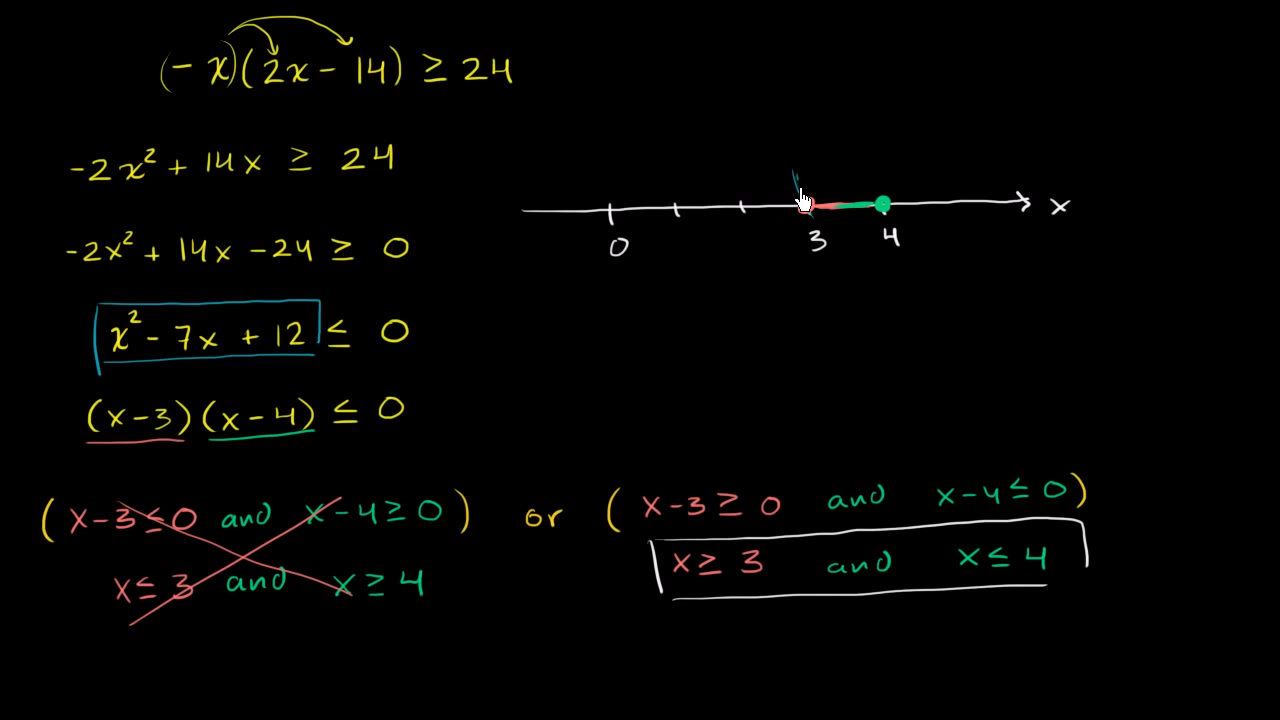 (-x)(2x-14) ≥ 24
-2x² + 14x ≥ 24
x
0 3 4
-2x² + 14x - 24 ≥ 0
x² - 7x + 12 ≤ 0
(x-3)(x-4) ≤ 0
(x-3≤0 and x-4≥0) or (x-3≥0 and x-4≤0)
x≤3 and x≥4
x≥3 and x≤4